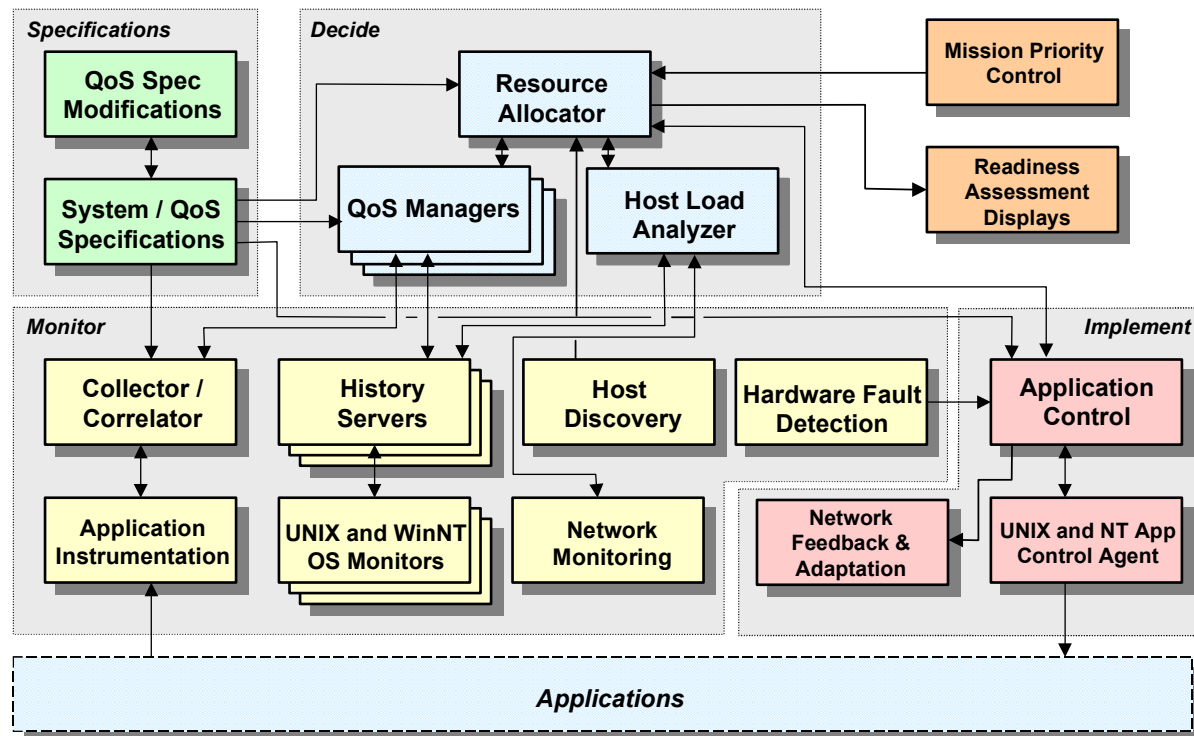 Specifications
QoS Spec
Modifications
System / QoS
Specifications
Decide
Resource
Allocator
QoS Managers
Host Load
Analyzer
Mission Priority
Control
Readiness
Assessment
Displays
Monitor
Collector /
Correlator
History
Servers
Host
Discovery
Hardware Fault
Detection
Application
Instrumentation
UNIX and WinNT
OS Monitors
Network
Monitoring
Implement
Application
Control
Network
Feedback &
Adaptation
UNIX and NT App
Control Agent
Applications